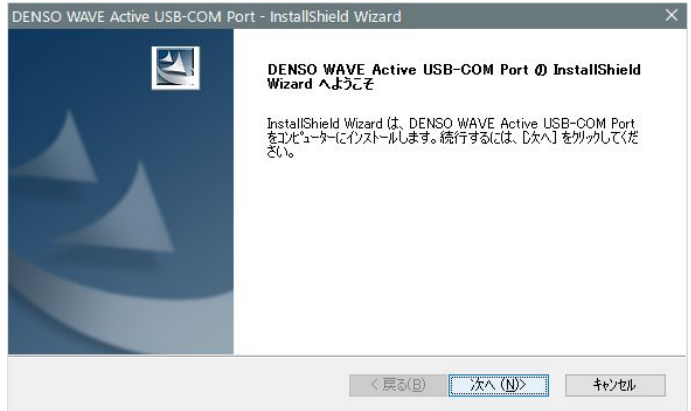 DENSO WAVE Active USB-COM Port - InstallShield Wizard
DENSO WAVE Active USB-COM Port の InstallShield
Wizard へようこそ
InstallShield Wizard は、DENSO WAVE Active USB-COM Port
をコンピューターにインストールします。続行するには、[次へ] をクリックしてくだ
さい。
< 戻る(B)
次へ (N)>
キャンセル